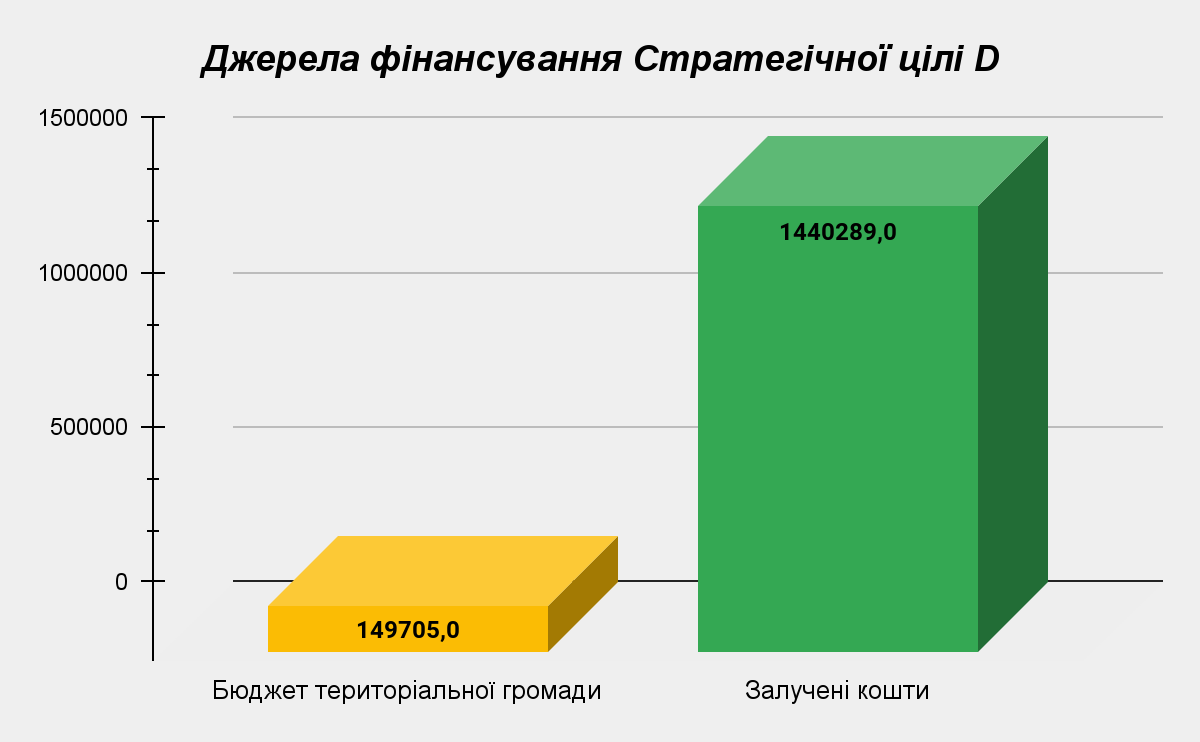 Джерела фінансування Стратегічної цілі D
1500000
1000000
500000
0
1440289,0
149705,0
Бюджет територіальної громади
Залучені кошти